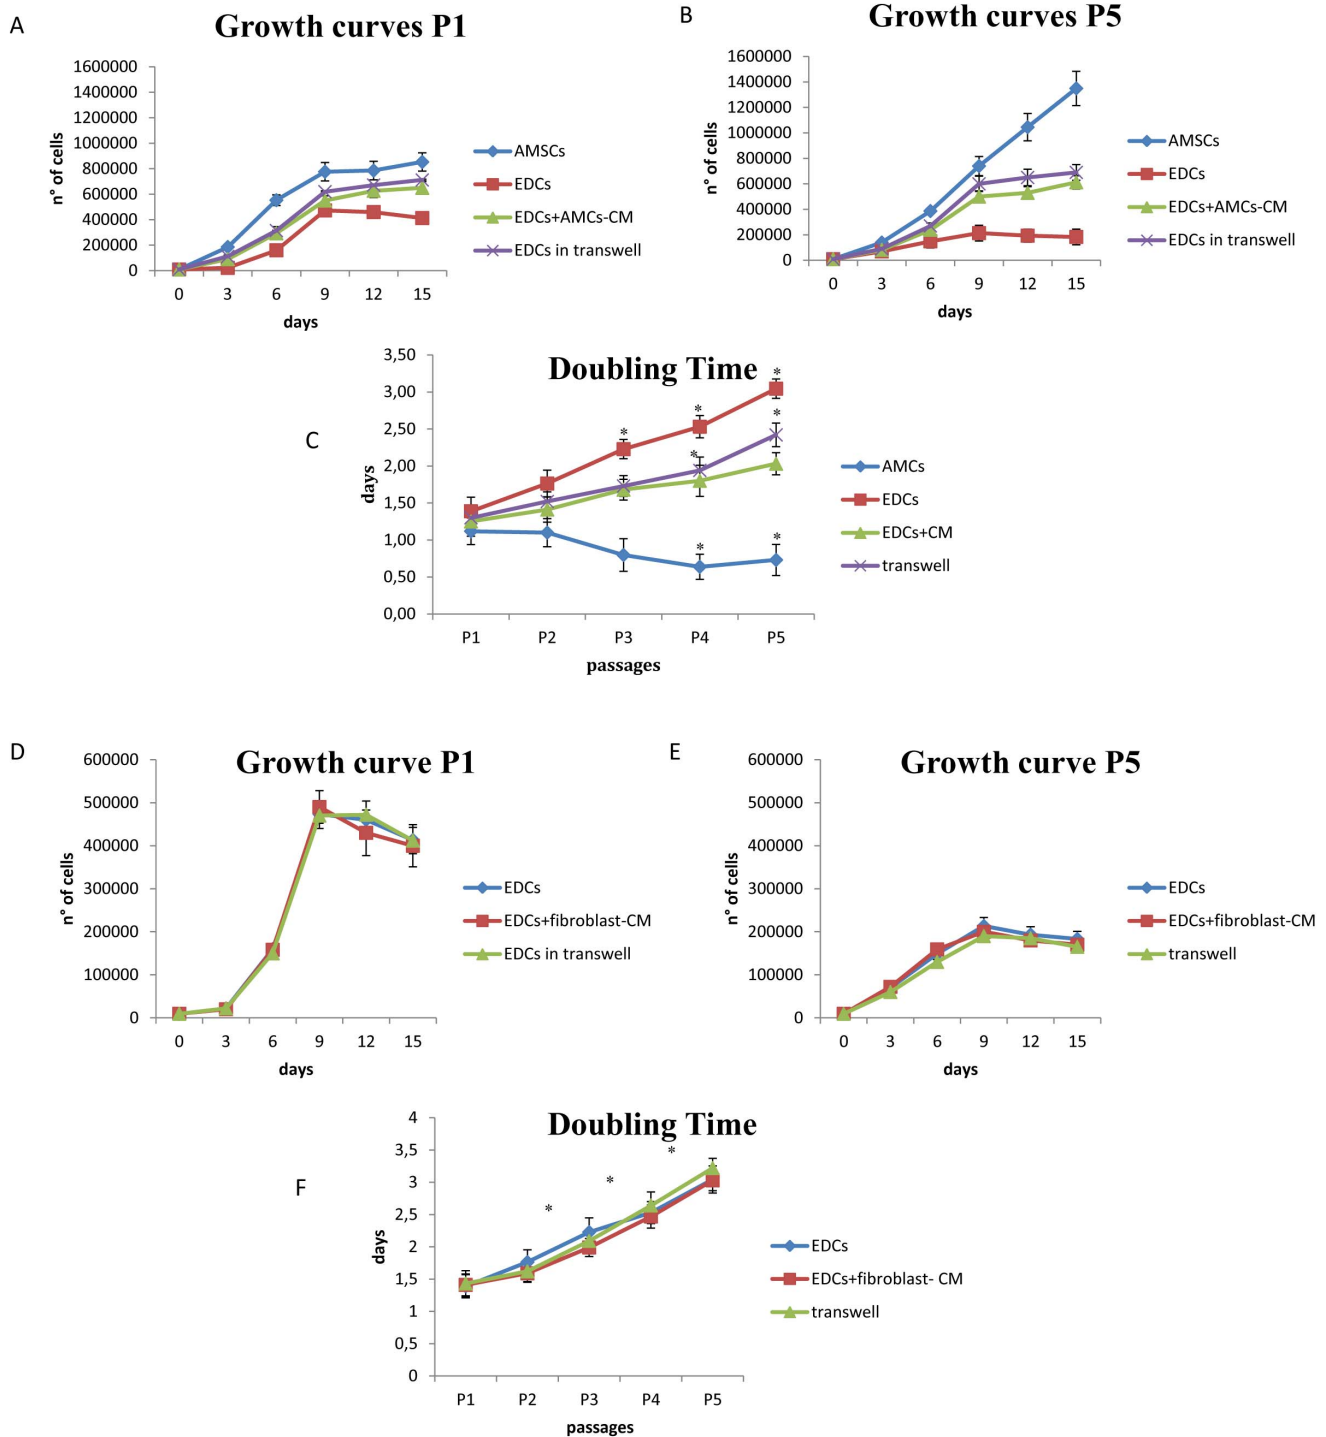 A
Growth curves P1
1600000
1400000
1200000
1000000
800000
600000
400000
200000
0
n° of cells
0 3 6 9 12 15
days
AMSCs
EDCs
EDCs+AMCs-CM
EDCs in transwell
B
Growth curves P5
1600000
1400000
1200000
1000000
800000
600000
400000
200000
0
n° of cells
0 3 6 9 12 15
days
AMSCs
EDCs
EDCs+AMCs-CM
EDCs in transwell
C
Doubling Time
3,50
3,00
2,50
2,00
1,50
1,00
0,50
0,00
days
* * * * * * *
P1 P2 P3 P4 P5
passages
AMCs
EDCs
EDCs+CM
transwell
D
Growth curve P1
600000
500000
400000
300000
200000
100000
0
n° of cells
0 3 6 9 12 15
days
EDCs
EDCs+fibroblast-CM
EDCs in transwell
E
Growth curve P5
600000
500000
400000
300000
200000
100000
0
n° of cells
0 3 6 9 12 15
days
EDCs
EDCs+fibroblast-CM
transwell
F
Doubling Time
4
3,5
3
2,5
2
1,5
1
0,5
0
days
* * *
P1 P2 P3 P4 P5
passages
EDCs
EDCs+fibroblast- CM
transwell